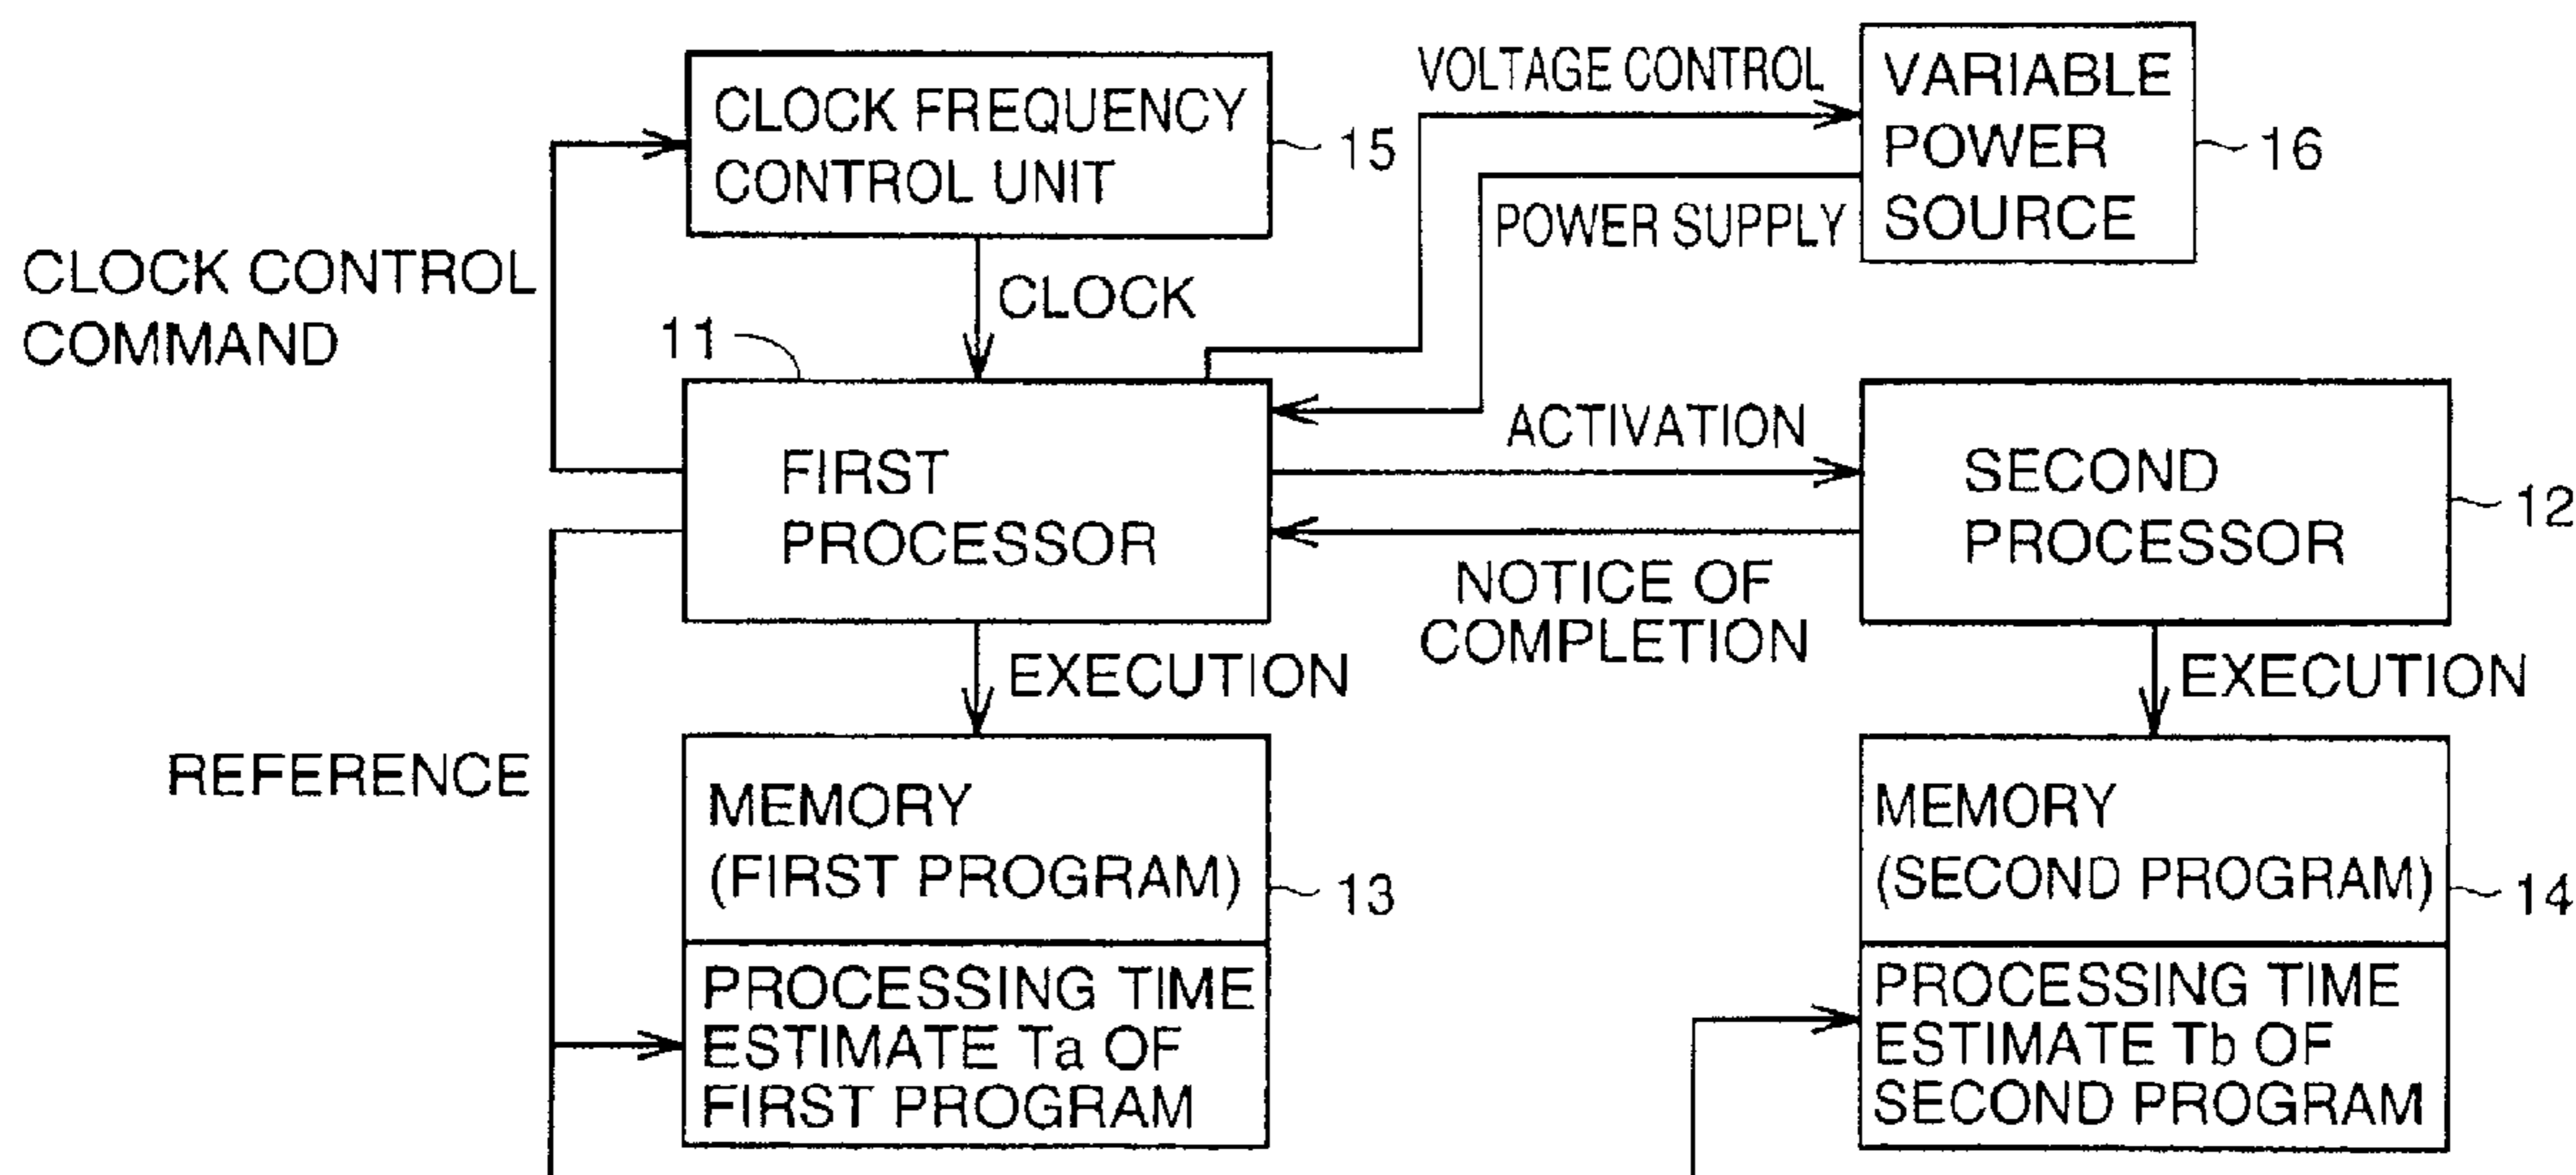 CLOCK FREQUENCY
CONTROL UNIT
15
VOLTAGE CONTROL
VARIABLE
POWER
SOURCE
16
POWER SUPPLY
CLOCK CONTROL
COMMAND
CLOCK
11
FIRST
PROCESSOR
ACTIVATION
NOTICE OF
COMPLETION
SECOND
PROCESSOR
12
EXECUTION
EXECUTION
REFERENCE
MEMORY
(FIRST PROGRAM)
13
PROCESSING TIME
ESTIMATE Ta OF
FIRST PROGRAM
MEMORY
(SECOND PROGRAM)
14
PROCESSING TIME
ESTIMATE Tb OF
SECOND PROGRAM